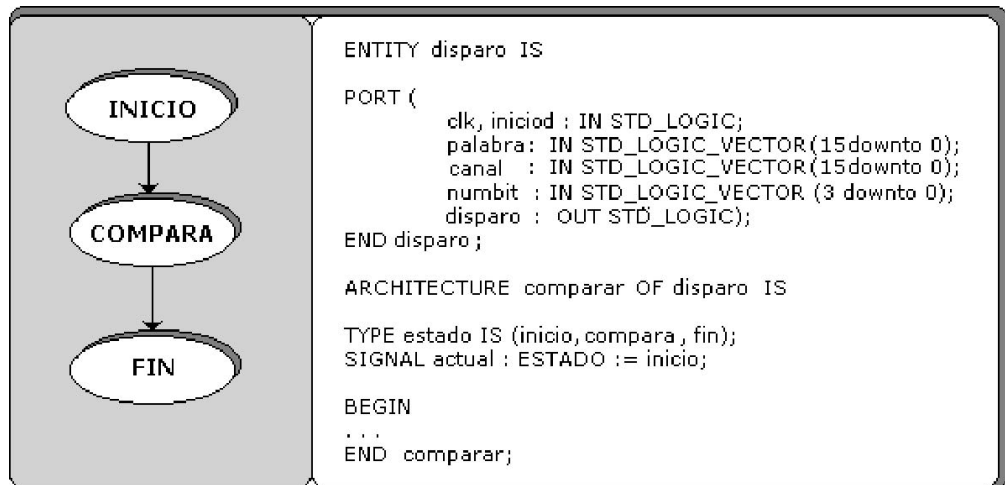 INICIO
COMPARA
FIN
ENTITY disparo IS
PORT (
clk, iniciod : IN STD_LOGIC;
palabra: IN STD_LOGIC_VECTOR(15downto 0);
canal : IN STD_LOGIC_VECTOR(15downto 0);
numbit : IN STD_LOGIC_VECTOR (3 downto 0);
disparo : OUT STD_LOGIC);
END disparo;
ARCHITECTURE comparar OF disparo IS
TYPE estado IS (inicio, compara, fin);
SIGNAL actual : ESTADO := inicio;
BEGIN
...
END comparar;